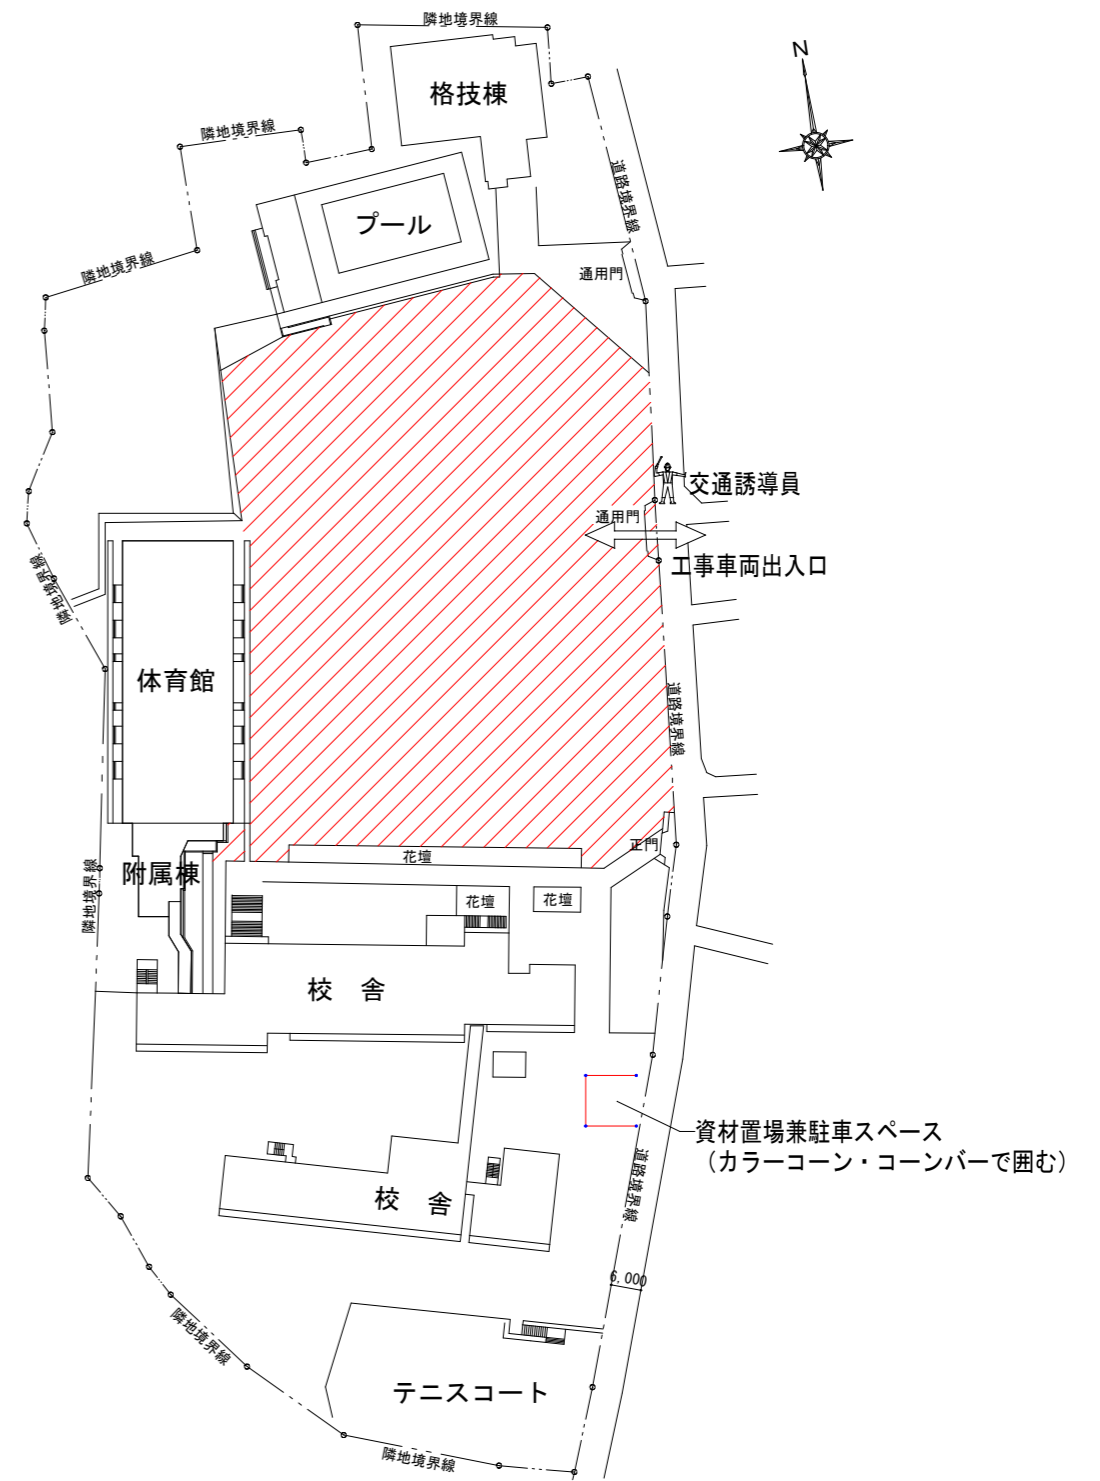 隣地境界線
格技棟
N
隣地境界線
道路境界線
プール
隣地境界線
通用門
交通誘導員
通用門
工事車両出入口
隣地境界線
体育館
道路境界線
正門
花壇
附属棟
隣地境界線
花壇
花壇
校 舎
資材置場兼駐車スペース
（カラーコーン・コーンバーで囲む）
道路境界線
校 舎
6,000
隣地境界線
テニスコート
隣地境界線